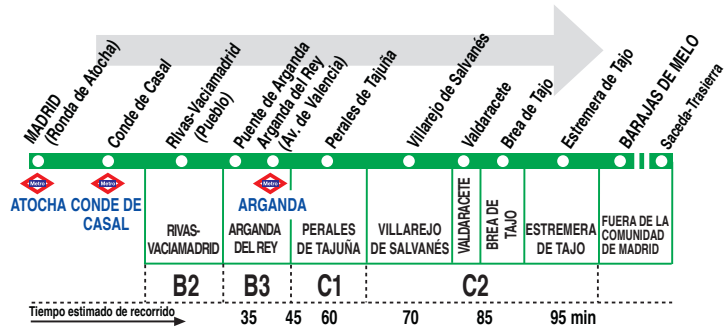 MADRID
(Ronda de Atocha)
Conde de Casal
Rivas-Vaciamadrid
(Pueblo)
Puente de Arganda
Arganda del Rey
(Av. de Valencia)
Perales de Tajuña
Villarejo de Salvanés
Valdaracete
Brea de Tajo
Estremera de Tajo
BARAJAS DE MELO
Saceda-Trasierra
Metro
Metro
Metro
ATOCHA
CONDE DE
CASAL
ARGANDA
RIVAS-
VACIAMADRID
ARGANDA
DEL REY
PERALES
DE TAJUÑA
VILLAREJO
DE SALVANÉS
VALDARACETE
BREA DE
TAJO
ESTREMERA
DE TAJO
FUERA DE LA
COMUNIDAD
DE MADRID
B2 B3 C1 C2
Tiempo estimado de recorrido 35 45 60 70 85 95 min